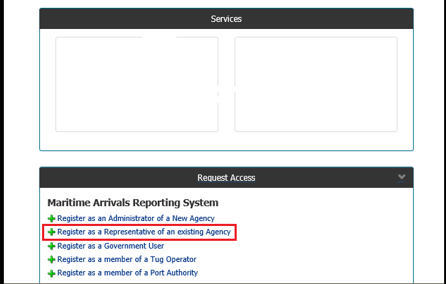 Services
Request Access
Maritime Arrivals Reporting System
Register as an Administrator of a New Agency
Register as a Representative of an existing Agency
Register as a Government User
Register as a member of a Tug Operator
Register as a member of a Port Authority